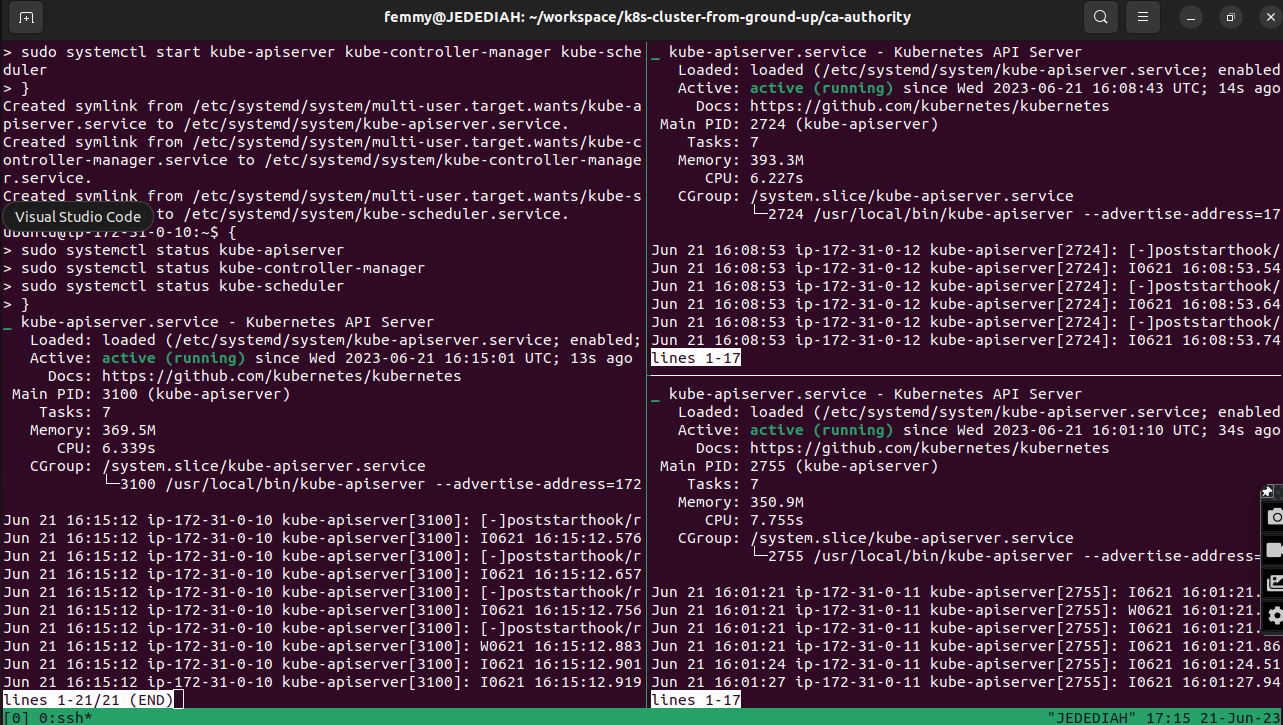 femmy@JEDEDIAH: ~/workspace/k8s-cluster-from-ground-up/ca-authority
> sudo systemctl start kube-apiserver kube-controller-manager kube-sche
duler
> }
Created symlink from /etc/systemd/system/multi-user.target.wants/kube-a
piserver.service to /etc/systemd/system/kube-apiserver.service.
Created symlink from /etc/systemd/system/multi-user.target.wants/kube-c
ontroller-manager.service to /etc/systemd/system/kube-controller-manage
r.service.
Created symlink from /etc/systemd/system/multi-user.target.wants/kube-s
Visual Studio Code
to /etc/systemd/system/kube-scheduler.service.
ubuntu@ip-172-31-0-10:~$ {
> sudo systemctl status kube-apiserver
> sudo systemctl status kube-controller-manager
> sudo systemctl status kube-scheduler
> }
_ kube-apiserver.service - Kubernetes API Server
Loaded: loaded (/etc/systemd/system/kube-apiserver.service; enabled;
Active: active (running) since Wed 2023-06-21 16:15:01 UTC; 13s ago
Docs: https://github.com/kubernetes/kubernetes
Main PID: 3100 (kube-apiserver)
Tasks: 7
Memory: 369.5M
CPU: 6.339s
CGroup: /system.slice/kube-apiserver.service
└─3100 /usr/local/bin/kube-apiserver --advertise-address=172
Jun 21 16:15:12 ip-172-31-0-10 kube-apiserver[3100]: [-]poststarthook/r
Jun 21 16:15:12 ip-172-31-0-10 kube-apiserver[3100]: I0621 16:15:12.576
Jun 21 16:15:12 ip-172-31-0-10 kube-apiserver[3100]: [-]poststarthook/r
Jun 21 16:15:12 ip-172-31-0-10 kube-apiserver[3100]: I0621 16:15:12.657
Jun 21 16:15:12 ip-172-31-0-10 kube-apiserver[3100]: [-]poststarthook/r
Jun 21 16:15:12 ip-172-31-0-10 kube-apiserver[3100]: I0621 16:15:12.756
Jun 21 16:15:12 ip-172-31-0-10 kube-apiserver[3100]: [-]poststarthook/r
Jun 21 16:15:12 ip-172-31-0-10 kube-apiserver[3100]: W0621 16:15:12.883
Jun 21 16:15:12 ip-172-31-0-10 kube-apiserver[3100]: I0621 16:15:12.901
Jun 21 16:15:12 ip-172-31-0-10 kube-apiserver[3100]: I0621 16:15:12.919
lines 1-21/21 (END)
_ kube-apiserver.service - Kubernetes API Server
Loaded: loaded (/etc/systemd/system/kube-apiserver.service; enabled
Active: active (running) since Wed 2023-06-21 16:08:43 UTC; 14s ago
Docs: https://github.com/kubernetes/kubernetes
Main PID: 2724 (kube-apiserver)
Tasks: 7
Memory: 393.3M
CPU: 6.227s
CGroup: /system.slice/kube-apiserver.service
└─2724 /usr/local/bin/kube-apiserver --advertise-address=17
Jun 21 16:08:53 ip-172-31-0-12 kube-apiserver[2724]: [-]poststarthook/
Jun 21 16:08:53 ip-172-31-0-12 kube-apiserver[2724]: I0621 16:08:53.54
Jun 21 16:08:53 ip-172-31-0-12 kube-apiserver[2724]: [-]poststarthook/
Jun 21 16:08:53 ip-172-31-0-12 kube-apiserver[2724]: I0621 16:08:53.64
Jun 21 16:08:53 ip-172-31-0-12 kube-apiserver[2724]: [-]poststarthook/
Jun 21 16:08:53 ip-172-31-0-12 kube-apiserver[2724]: I0621 16:08:53.74
lines 1-17
_ kube-apiserver.service - Kubernetes API Server
Loaded: loaded (/etc/systemd/system/kube-apiserver.service; enabled
Active: active (running) since Wed 2023-06-21 16:01:10 UTC; 34s ago
Docs: https://github.com/kubernetes/kubernetes
Main PID: 2755 (kube-apiserver)
Tasks: 7
Memory: 350.9M
CPU: 7.755s
CGroup: /system.slice/kube-apiserver.service
└─2755 /usr/local/bin/kube-apiserver --advertise-address=
Jun 21 16:01:21 ip-172-31-0-11 kube-apiserver[2755]: I0621 16:01:21.
Jun 21 16:01:21 ip-172-31-0-11 kube-apiserver[2755]: W0621 16:01:21.
Jun 21 16:01:21 ip-172-31-0-11 kube-apiserver[2755]: I0621 16:01:21.
Jun 21 16:01:21 ip-172-31-0-11 kube-apiserver[2755]: I0621 16:01:21.86
Jun 21 16:01:24 ip-172-31-0-11 kube-apiserver[2755]: I0621 16:01:24.51
Jun 21 16:01:27 ip-172-31-0-11 kube-apiserver[2755]: I0621 16:01:27.94
lines 1-17
[0] 0:ssh*
"JEDEDIAH" 17:15 21-Jun-23